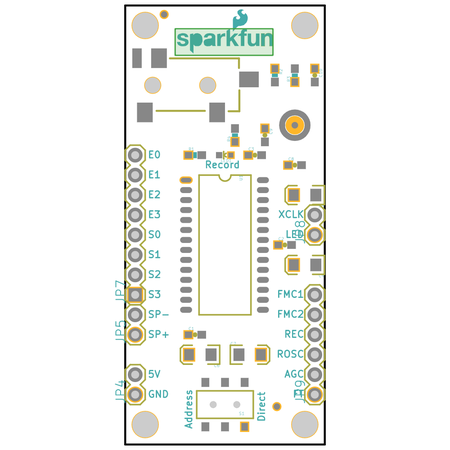 sparkfun
Record
E0
E1
E2
E3
S0
S1
S2
S3
SP-
SP+
5V
GND
JP7
JP5
JP4
XCLK
LED
JP8
FMC1
FMC2
REC
ROSC
AGC
JP9
Address
Direct